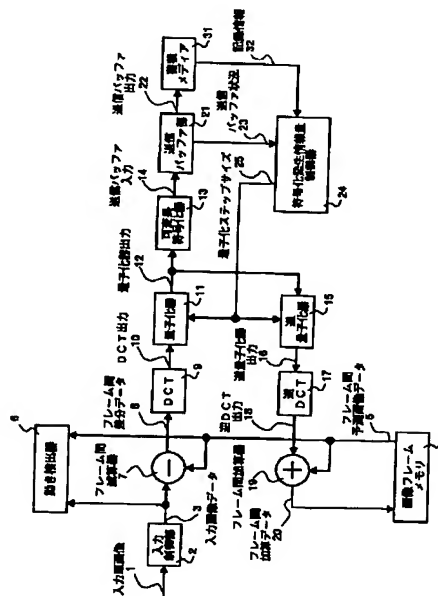 入力原画像
1
入力
制御部
2
3
入力画像データ
動き検出器
6
フレーム間
減算器
7
フレーム間
差分データ
8
DCT
9
DCT出力
10
量子化器
11
量子化器出力
12
可変長
符号化器
13
送信バッファ
入力
14
送信
バッファ部
21
送信バッファ
出力
22
蓄積
メディア
31
記録情報
32
送信
バッファ状況
23
符号化発生情報量
制御部
24
量子化ステップサイズ
25
逆
量子化器
15
逆量子化器
出力
16
逆
DCT
17
逆DCT
出力
18
フレーム間加算器
19
フレーム間
加算データ
20
フレーム間
予測画像データ
5
画像フレーム
メモリ